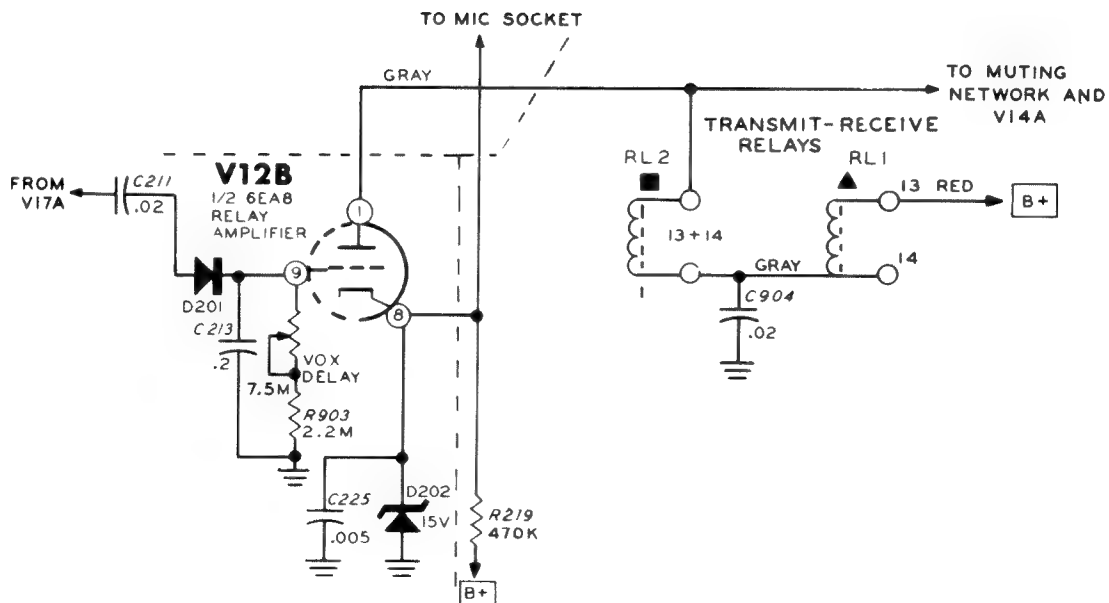 TO MIC SOCKET
GRAY
TO MUTING
NETWORK AND
V14A
TRANSMIT-RECEIVE
RELAYS
RL2
RL1
FROM
V17A
C211
.02
V12B
1/2 6EA8
RELAY
AMPLIFIER
1
13
RED
B+
13+14
9
GRAY
14
D201
8
C904
.02
C213
.2
VOX
DELAY
7.5M
R903
2.2M
C225
.005
D202
15V
R219
470K
B+